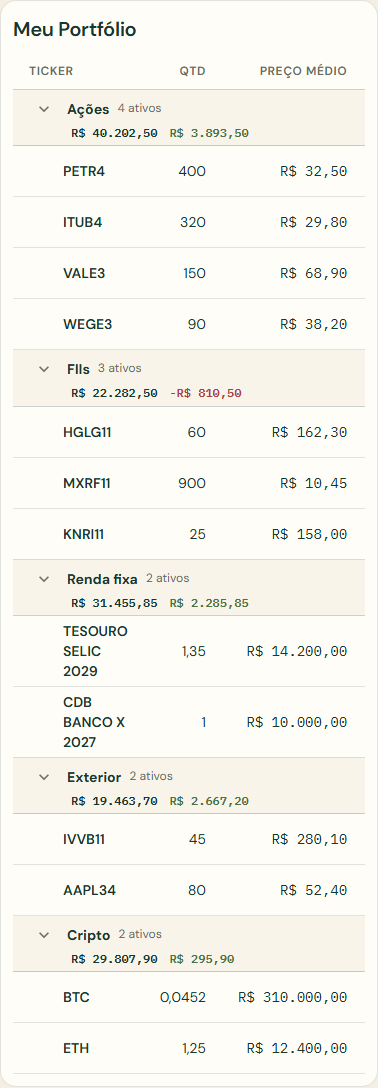 Meu Portfólio
TICKER QTD PREÇO MÉDIO
Ações 4 ativos
R$ 40.202,50 R$ 3.893,50
PETR4 400 R$ 32,50
ITUB4 320 R$ 29,80
VALE3 150 R$ 68,90
WEGE3 90 R$ 38,20
FIIs 3 ativos
R$ 22.282,50 -R$ 810,50
HGLG11 60 R$ 162,30
MXRF11 900 R$ 10,45
KNRI11 25 R$ 158,00
Renda fixa 2 ativos
R$ 31.455,85 R$ 2.285,85
TESOURO
SELIC 1,35 R$ 14.200,00
2029
CDB
BANCO X 1 R$ 10.000,00
2027
Exterior 2 ativos
R$ 19.463,70 R$ 2.667,20
IVVB11 45 R$ 280,10
AAPL34 80 R$ 52,40
Cripto 2 ativos
R$ 29.807,90 R$ 295,90
BTC 0,0452 R$ 310.000,00
ETH 1,25 R$ 12.400,00